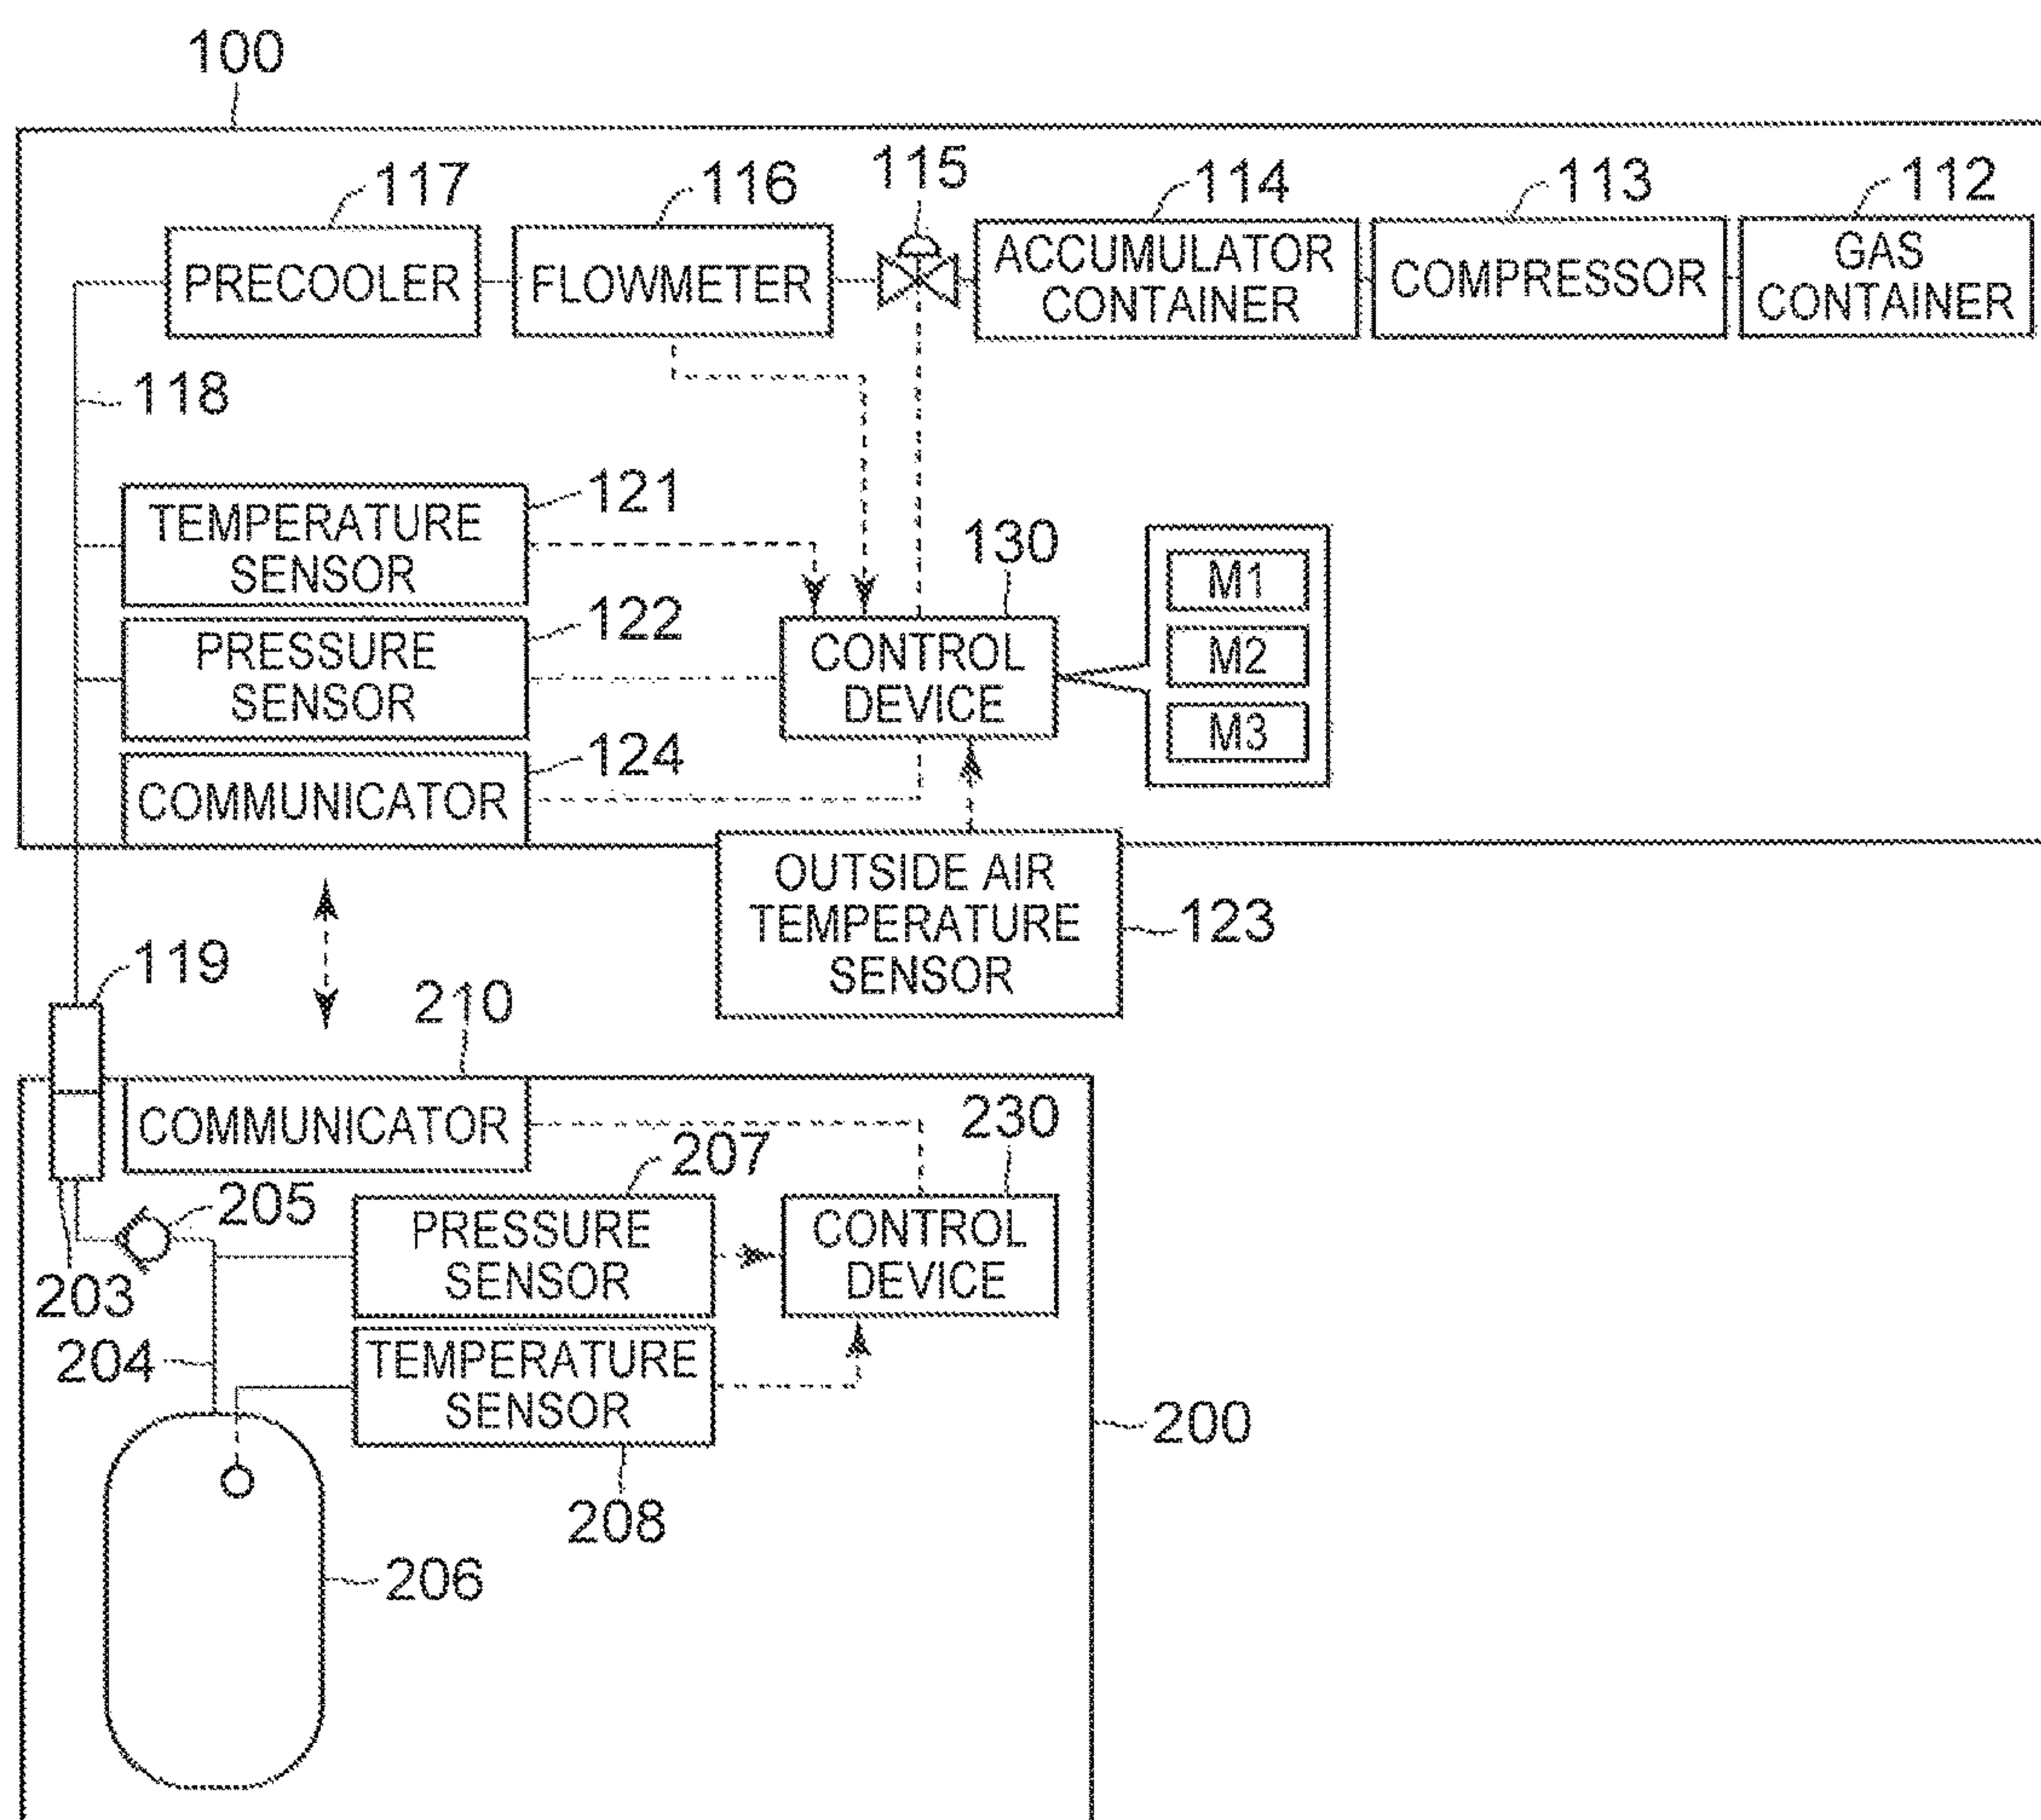 100
117
116
115
114
113
112
PRECOOLER
FLOWMETER
ACCUMULATOR
CONTAINER
COMPRESSOR
GAS
CONTAINER
118
121
TEMPERATURE
SENSOR
130
M1
M2
M3
122
PRESSURE
SENSOR
CONTROL
DEVICE
124
COMMUNICATOR
OUTSIDE AIR
TEMPERATURE
SENSOR
123
119
210
COMMUNICATOR
230
207
205
PRESSURE
SENSOR
CONTROL
DEVICE
203
204
TEMPERATURE
SENSOR
200
208
206